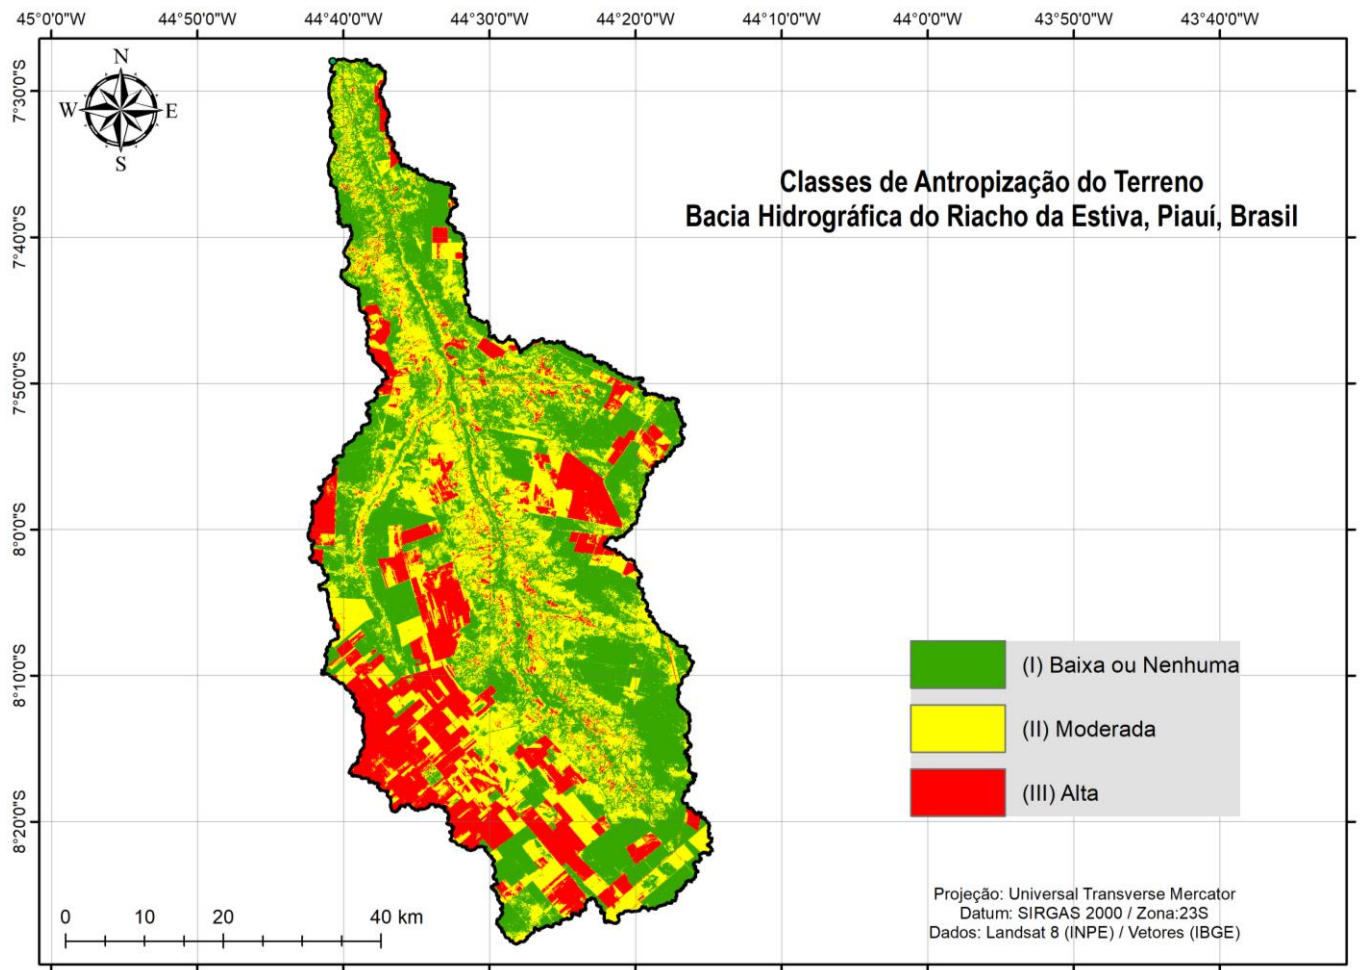 45°0'0"W 44°50'0"W 44°40'0"W 44°30'0"W 44°20'0"W 44°10'0"W 44°0'0"W 43°50'0"W 43°40'0"W
N
W E
S
7°30'0"S
7°40'0"S
7°50'0"S
8°0'0"S
8°10'0"S
8°20'0"S
Classes de Antropização do Terreno
Bacia Hidrográfica do Riacho da Estiva, Piauí, Brasil
(I) Baixa ou Nenhuma
(II) Moderada
(III) Alta
0 10 20 40 km
Projeção: Universal Transverse Mercator
Datum: SIRGAS 2000 / Zona:23S
Dados: Landsat 8 (INPE) / Vetores (IBGE)